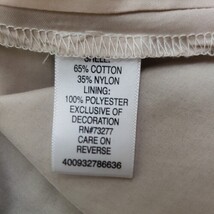 SHELL:
65% COTTON
35% NYLON
LINING:
100% POLYESTER
EXCLUSIVE OF
DECORATION
RN#73277
CARE ON
REVERSE
400932786636